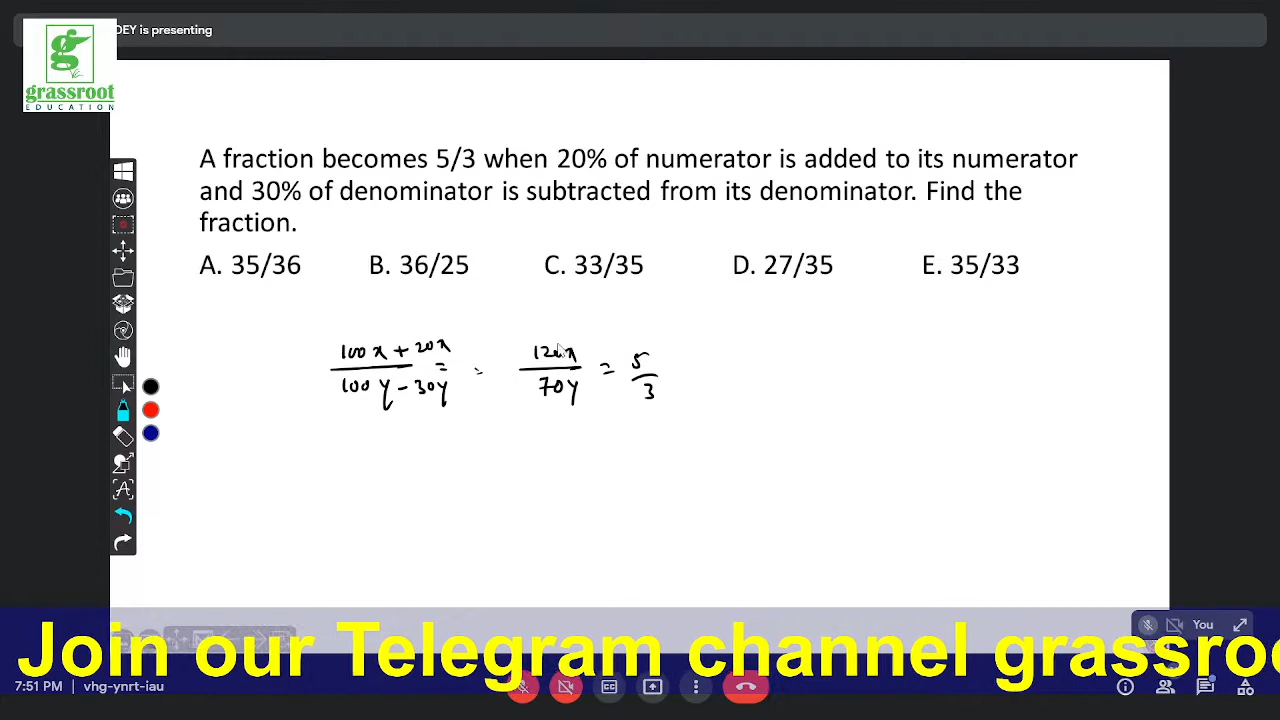 DEY is presenting
g
grassroot
EDUCATION
A fraction becomes 5/3 when 20% of numerator is added to its numerator
and 30% of denominator is subtracted from its denominator. Find the
fraction.
A. 35/36 B. 36/25 C. 33/35 D. 27/35 E. 35/33
100x + 20x / 100y - 30y = = 120x / 70y = 5 / 3
You
Join our Telegram channel grassroo
7:51 PM | vhg-ynrt-iau